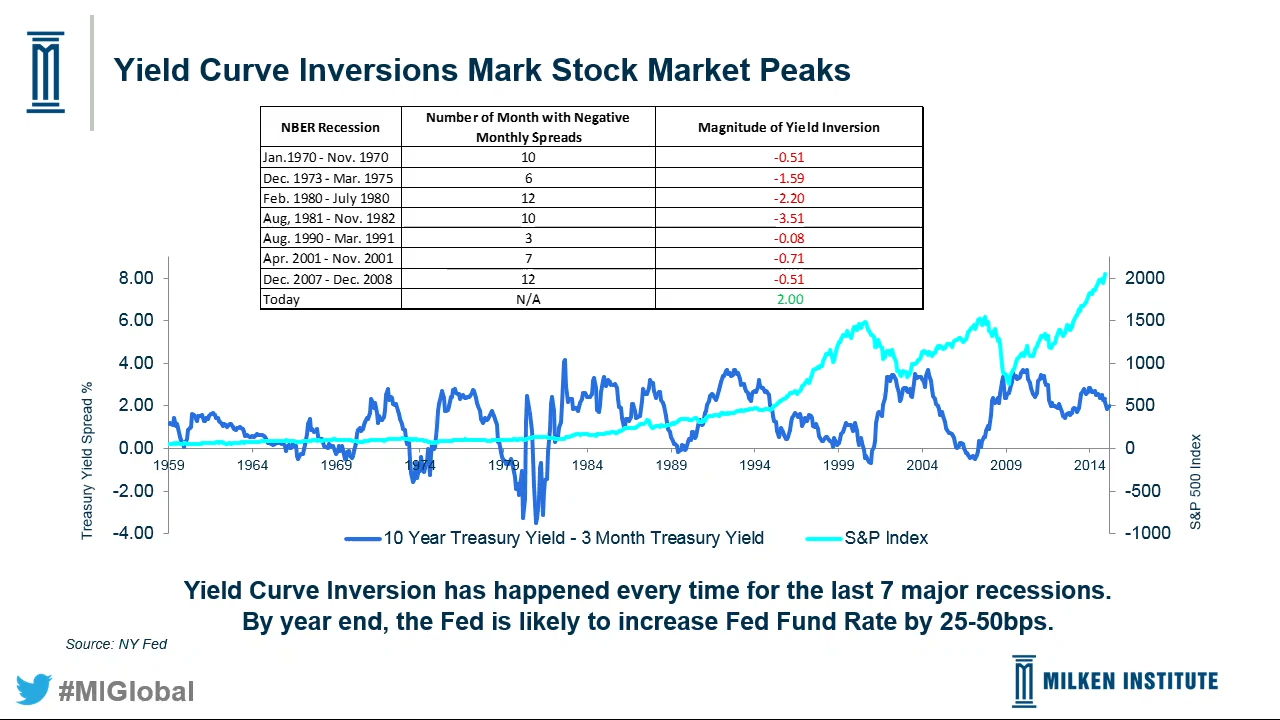 Yield Curve Inversions Mark Stock Market Peaks
NBER Recession
Number of Month with Negative
Monthly Spreads
Magnitude of Yield Inversion
Jan.1970 - Nov. 1970 10 -0.51
Dec. 1973 - Mar. 1975 6 -1.59
Feb. 1980 - July 1980 12 -2.20
Aug, 1981 - Nov. 1982 10 -3.51
Aug. 1990 - Mar. 1991 3 -0.08
Apr. 2001 - Nov. 2001 7 -0.71
Dec. 2007 - Dec. 2008 12 -0.51
Today N/A 2.00
Treasury Yield Spread %
8.00
6.00
4.00
2.00
0.00
-2.00
-4.00
1959 1964 1969 1974 1979 1984 1989 1994 1999 2004 2009 2014
2000
1500
1000
500
0
-500
-1000
S&P 500 Index
10 Year Treasury Yield - 3 Month Treasury Yield
S&P Index
Yield Curve Inversion has happened every time for the last 7 major recessions.
By year end, the Fed is likely to increase Fed Fund Rate by 25-50bps.
Source: NY Fed
#MIGlobal
MILKEN INSTITUTE